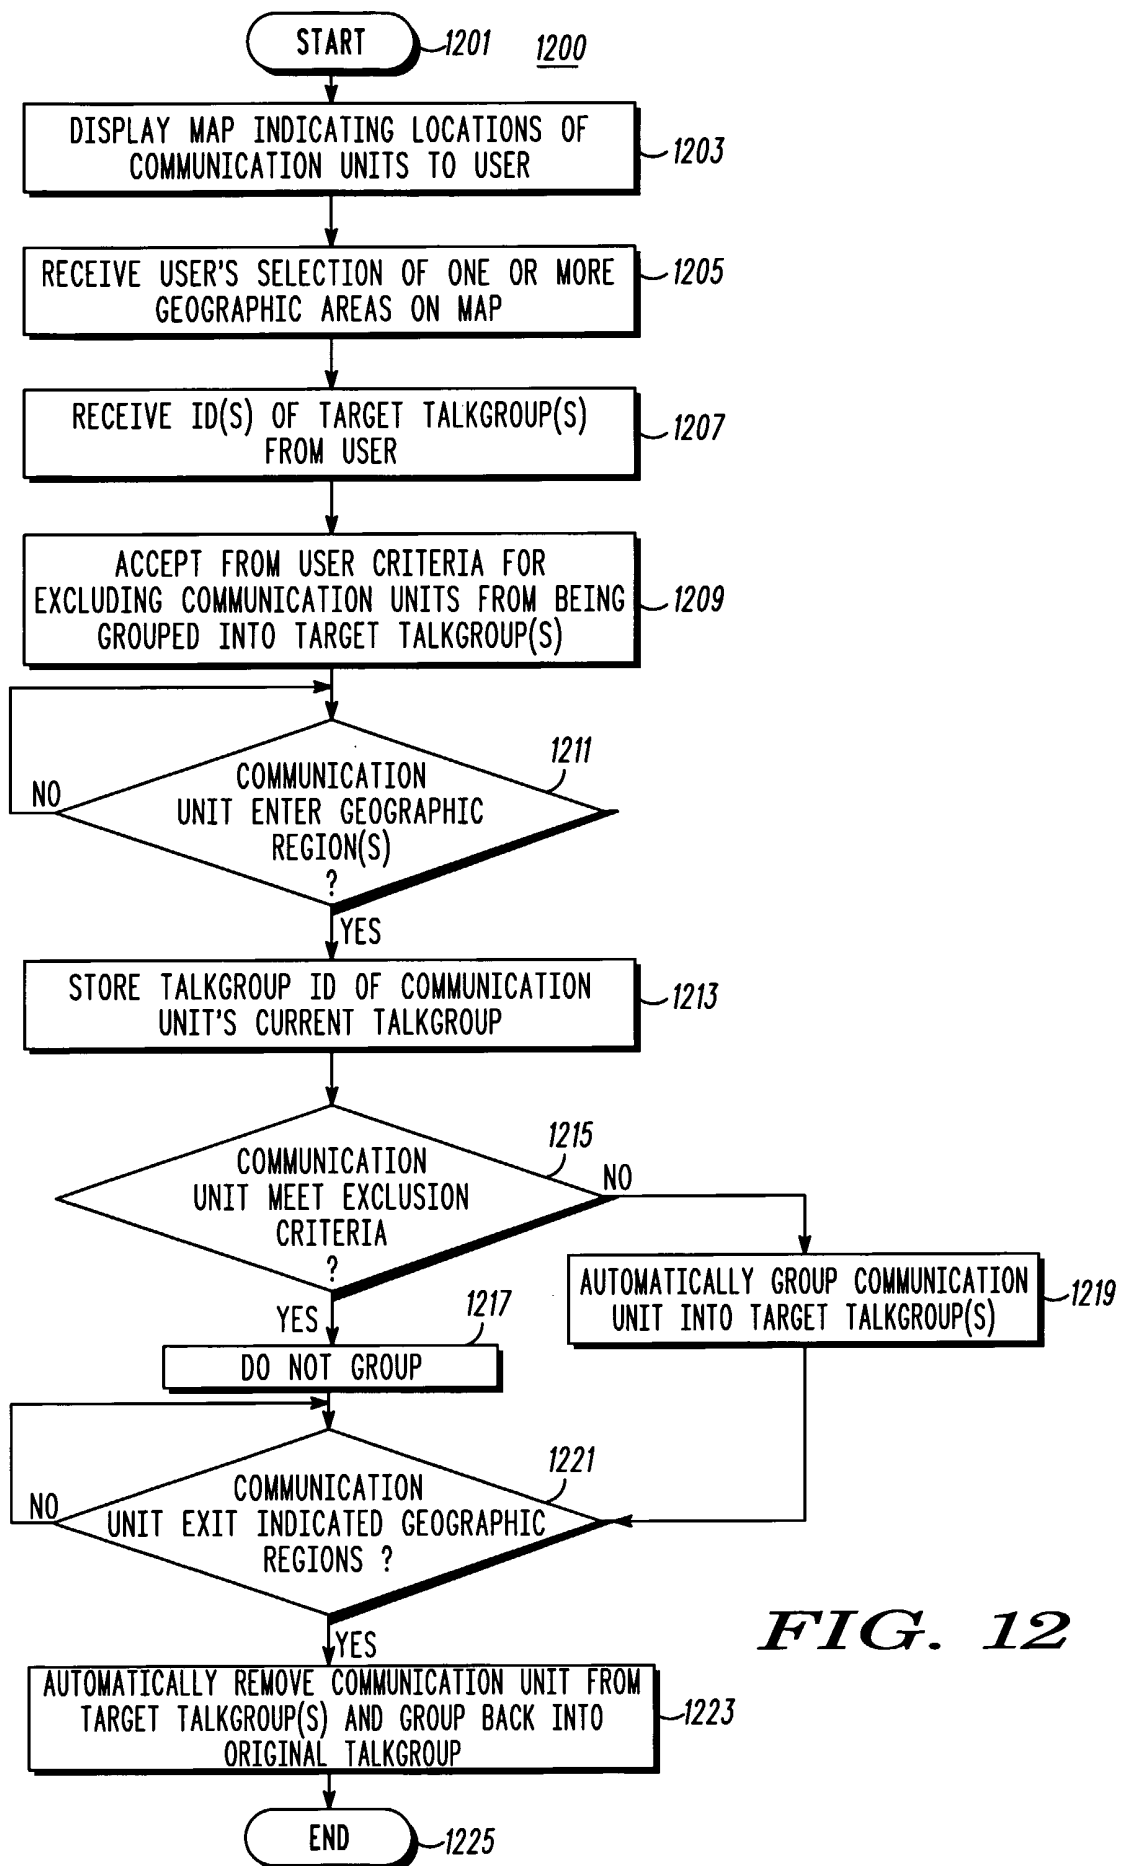 START
1201
1200
DISPLAY MAP INDICATING LOCATIONS OF
COMMUNICATION UNITS TO USER
1203
RECEIVE USER'S SELECTION OF ONE OR MORE
GEOGRAPHIC AREAS ON MAP
1205
RECEIVE ID(S) OF TARGET TALKGROUP(S)
FROM USER
1207
ACCEPT FROM USER CRITERIA FOR
EXCLUDING COMMUNICATION UNITS FROM BEING
GROUPED INTO TARGET TALKGROUP(S)
1209
1211
COMMUNICATION
UNIT ENTER GEOGRAPHIC
REGION(S)
?
NO
YES
STORE TALKGROUP ID OF COMMUNICATION
UNIT'S CURRENT TALKGROUP
1213
1215
COMMUNICATION
UNIT MEET EXCLUSION
CRITERIA
?
NO
YES
AUTOMATICALLY GROUP COMMUNICATION
UNIT INTO TARGET TALKGROUP(S)
1219
1217
DO NOT GROUP
1221
COMMUNICATION
UNIT EXIT INDICATED GEOGRAPHIC
REGIONS ?
NO
YES
FIG. 12
AUTOMATICALLY REMOVE COMMUNICATION UNIT FROM
TARGET TALKGROUP(S) AND GROUP BACK INTO
ORIGINAL TALKGROUP
1223
END
1225